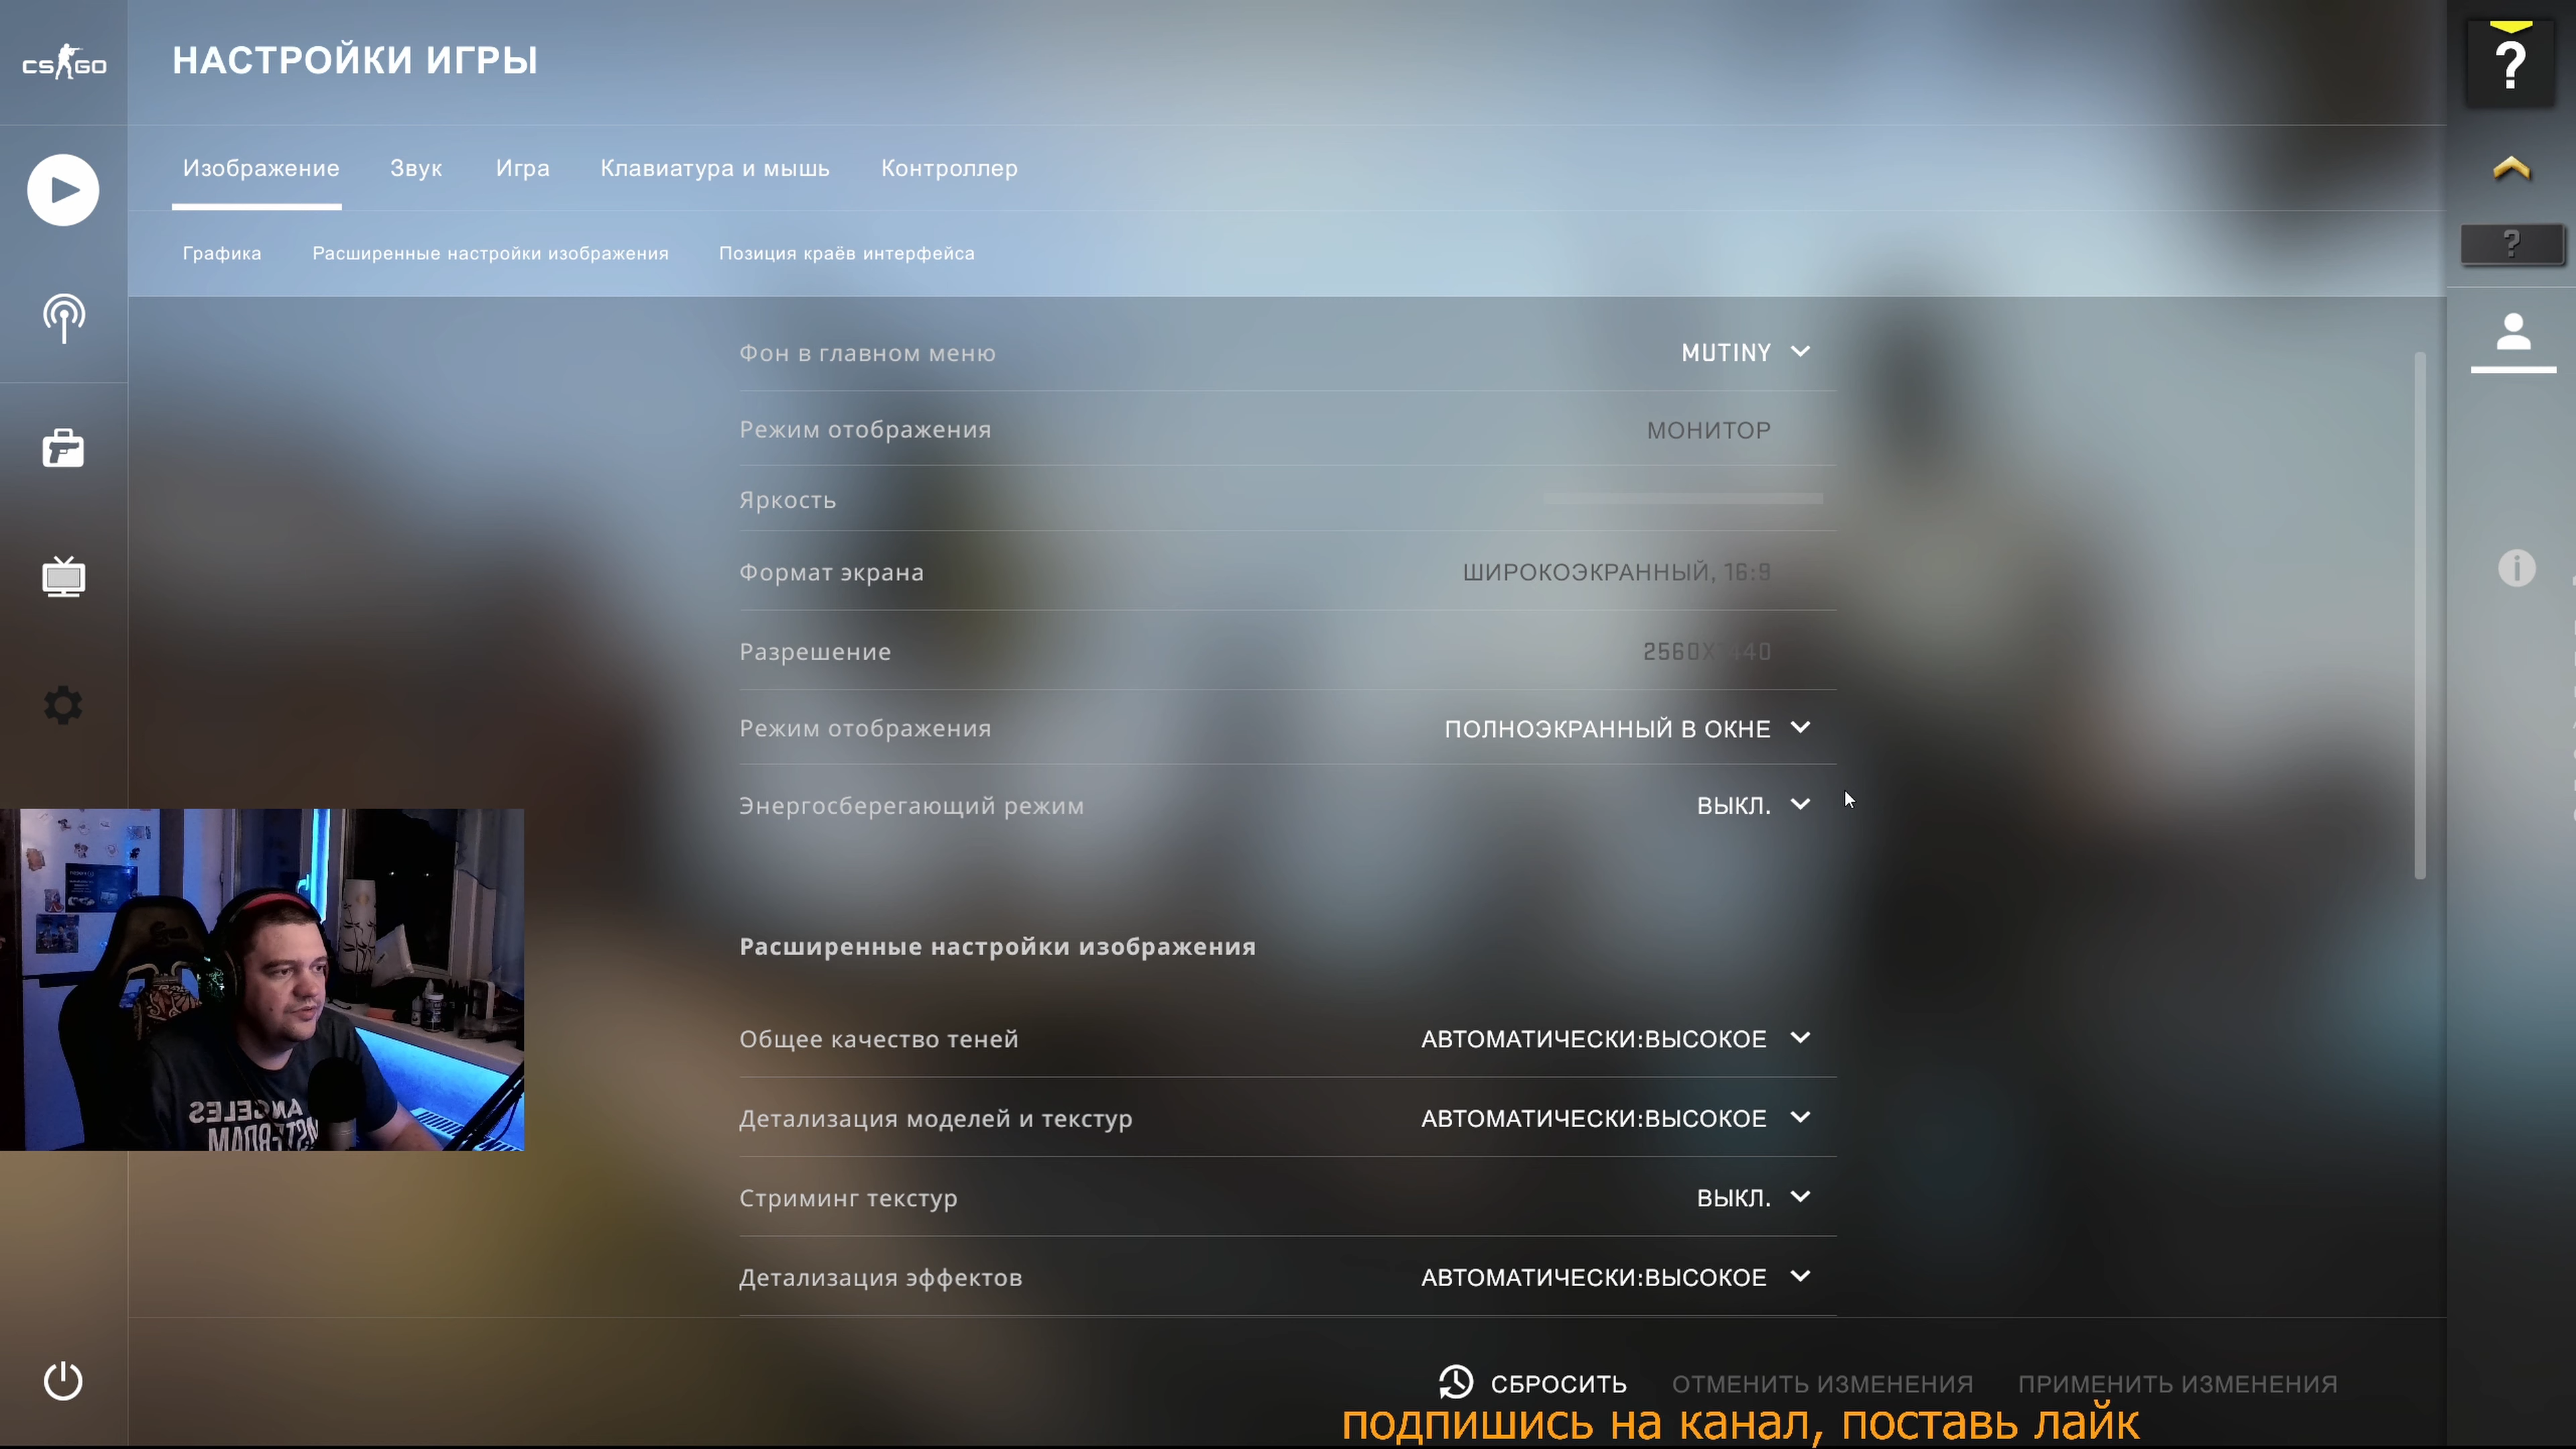 CS GO
НАСТРОЙКИ ИГРЫ
?
Изображение Звук Игра Клавиатура и мышь Контроллер
Графика Расширенные настройки изображения Позиция краёв интерфейса
?
Фон в главном меню MUTINY
Режим отображения МОНИТОР
Яркость
Формат экрана ШИРОКОЭКРАННЫЙ, 16:9
Разрешение 2560X1440
Режим отображения ПОЛНОЭКРАННЫЙ В ОКНЕ
Энергосберегающий режим ВЫКЛ.
Расширенные настройки изображения
Общее качество теней АВТОМАТИЧЕСКИ:ВЫСОКОЕ
Детализация моделей и текстур АВТОМАТИЧЕСКИ:ВЫСОКОЕ
Стриминг текстур ВЫКЛ.
Детализация эффектов АВТОМАТИЧЕСКИ:ВЫСОКОЕ
ANGELES
СБРОСИТЬ ОТМЕНИТЬ ИЗМЕНЕНИЯ ПРИМЕНИТЬ ИЗМЕНЕНИЯ
подпишись на канал, поставь лайк